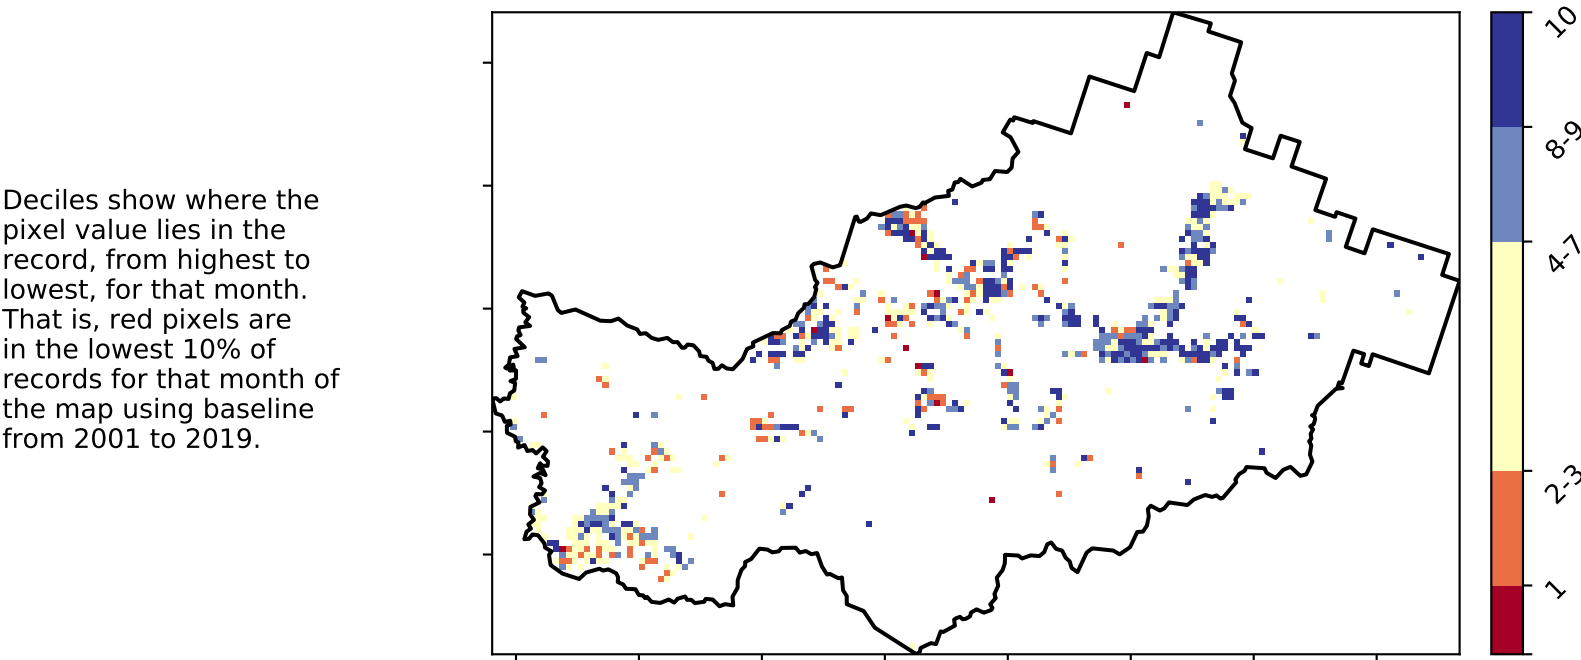 Deciles show where the
pixel value lies in the
record, from highest to
lowest, for that month.
That is, red pixels are
in the lowest 10% of
records for that month of
the map using baseline
from 2001 to 2019.
10
8-9
4-7
2-3
1